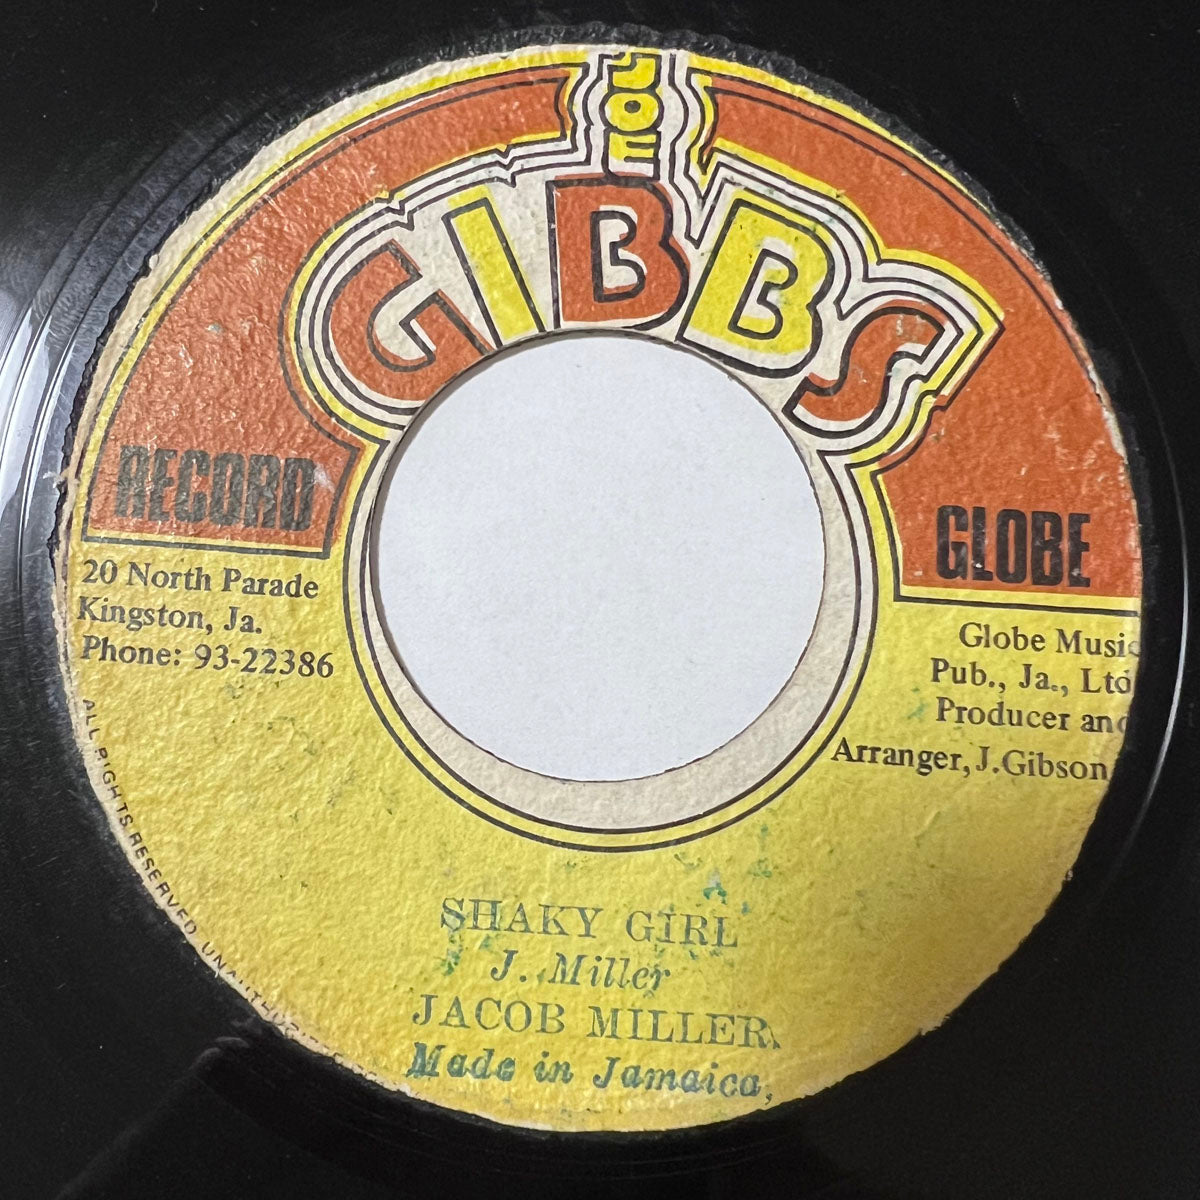 JOE
GIBBS
RECORD
GLOBE
20 North Parade
Kingston, Ja.
Phone: 93-22386
Globe Music
Pub., Ja., Ltd
Producer and
Arranger, J.Gibson
ALL RIGHTS RESERVED
SHAKY GIRL
J. Miller
JACOB MILLER
Made in Jamaica,